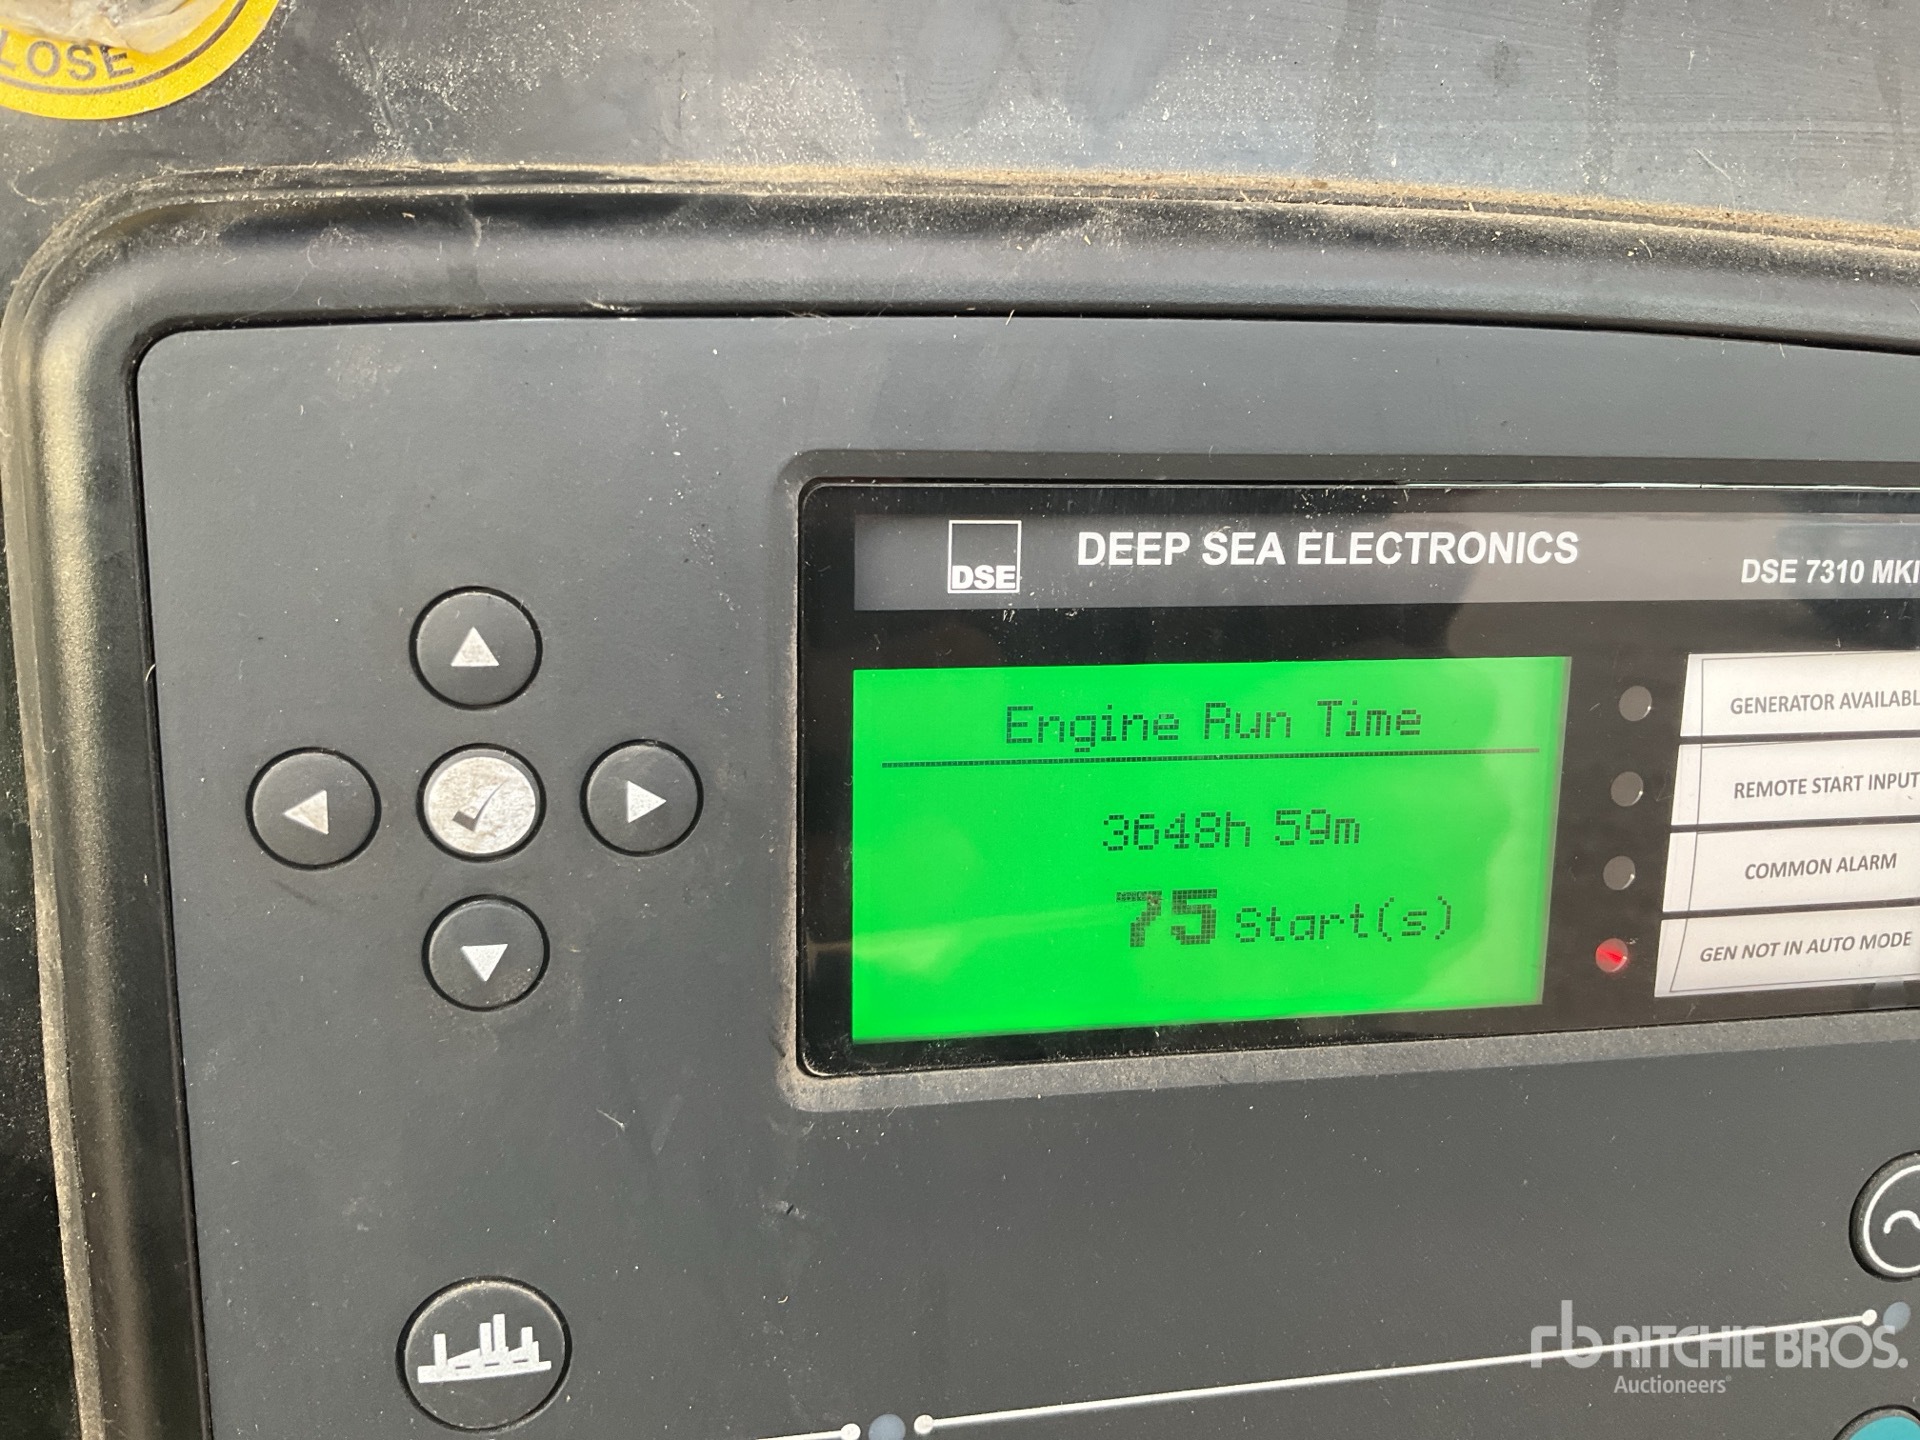 LOSE
DSE
DEEP SEA ELECTRONICS
DSE 7310 MKI
Engine Run Time
3648h 59m
75 Start(s)
GENERATOR AVAILABL
REMOTE START INPUT
COMMON ALARM
GEN NOT IN AUTO MODE
rb RITCHIE BROS.
Auctioneers